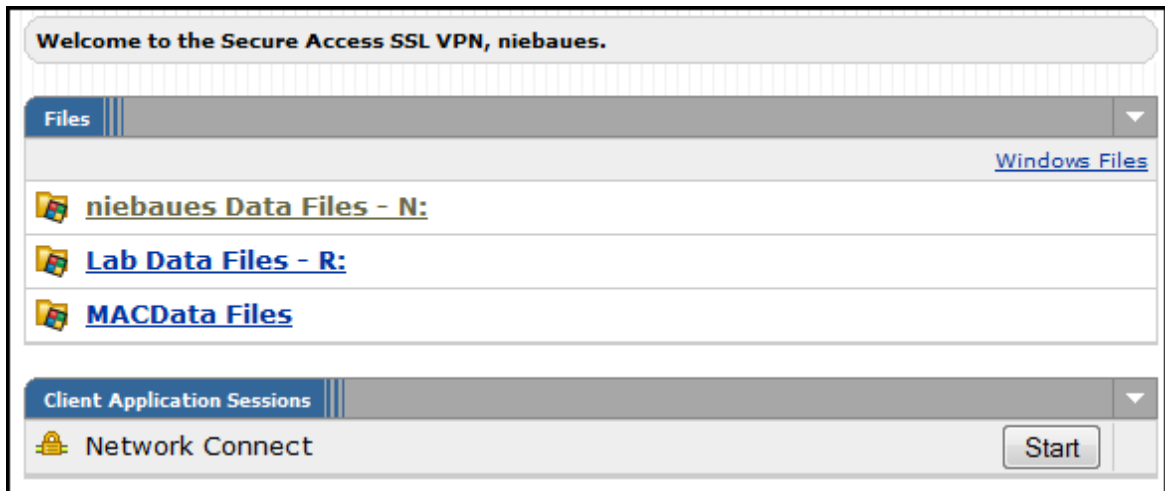 Welcome to the Secure Access SSL VPN, niebaues.
Files
Windows Files
niebaues Data Files - N:
Lab Data Files - R:
MACData Files
Client Application Sessions
Network Connect
Start